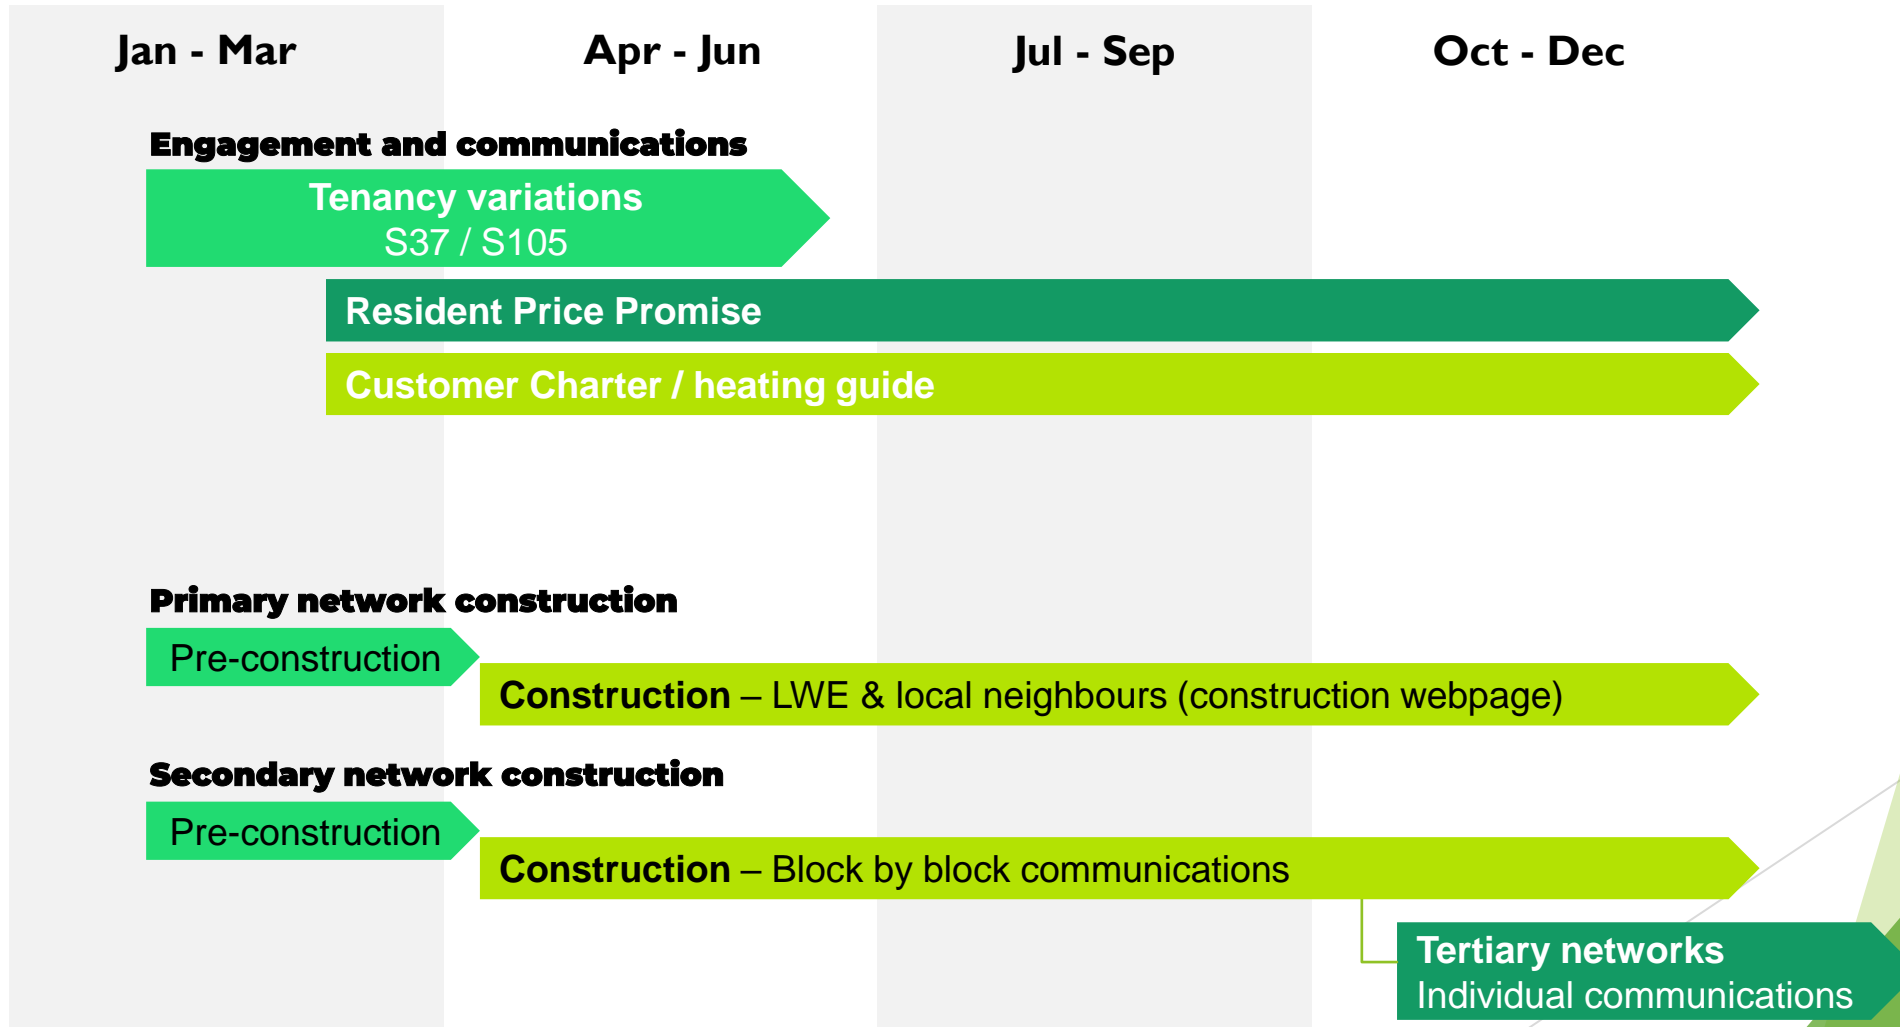 Jan - Mar
Apr - Jun
Jul - Sep
Oct - Dec
Engagement and communications
Tenancy variations
S37 / S105
Resident Price Promise
Customer Charter / heating guide
Primary network construction
Pre-construction
Construction – LWE & local neighbours (construction webpage)
Secondary network construction
Pre-construction
Construction – Block by block communications
Tertiary networks
Individual communications